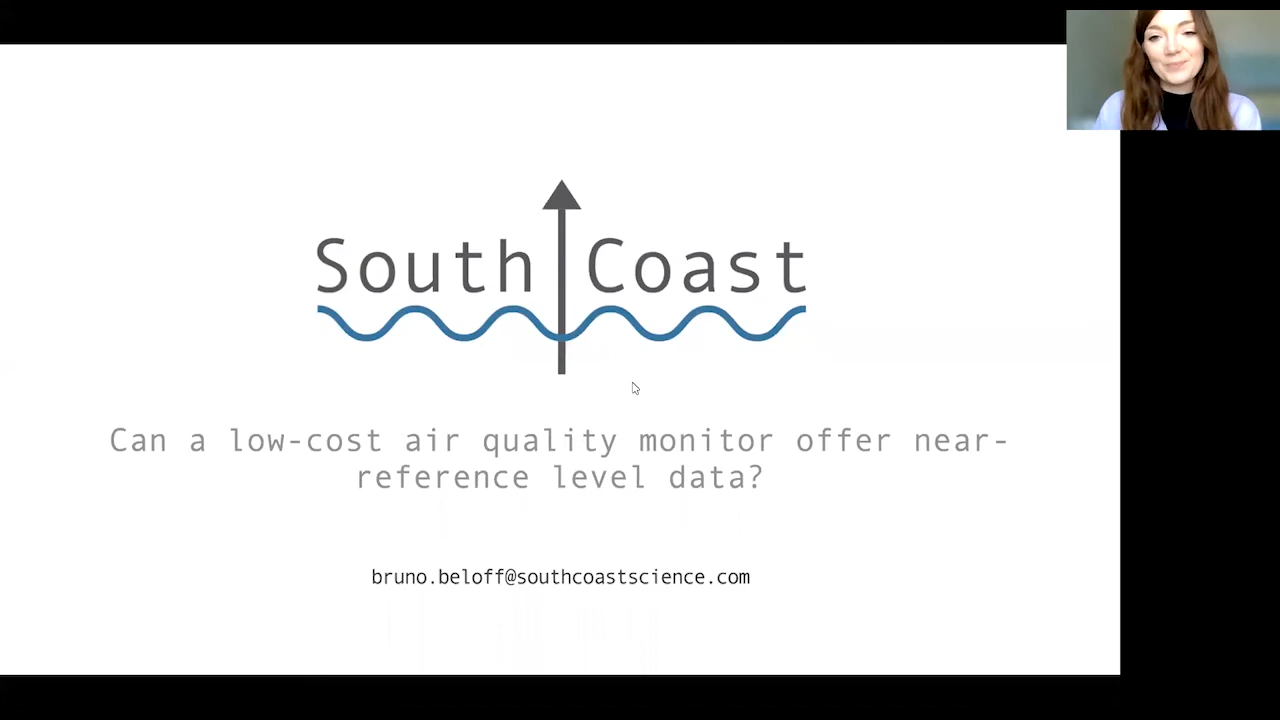 South Coast
Can a low-cost air quality monitor offer near-
reference level data?
bruno.beloff@southcoastscience.com